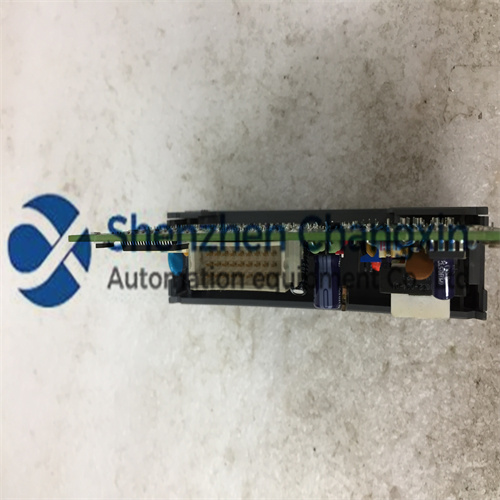 Shenzhen Changxin
Automation equipment Co., Ltd